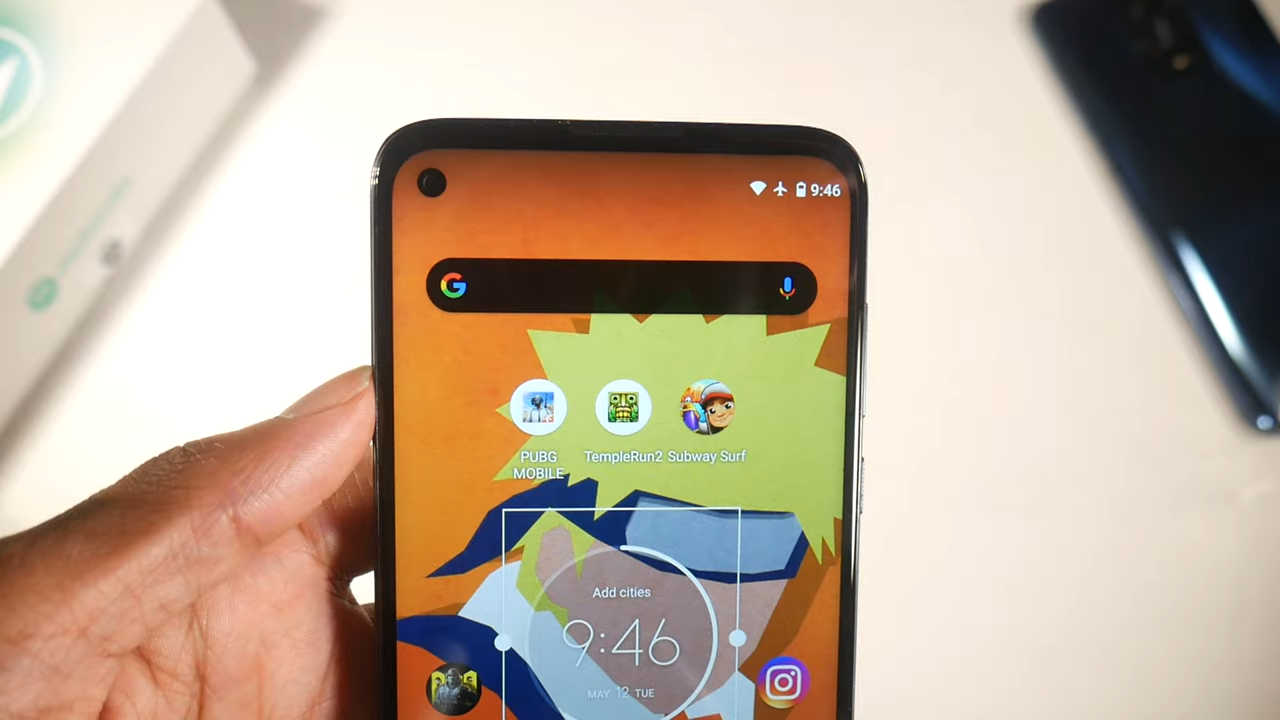 9:46
G
PUBG
MOBILE
TempleRun2
Subway Surf
Add cities
9:46
MAY 12 TUE